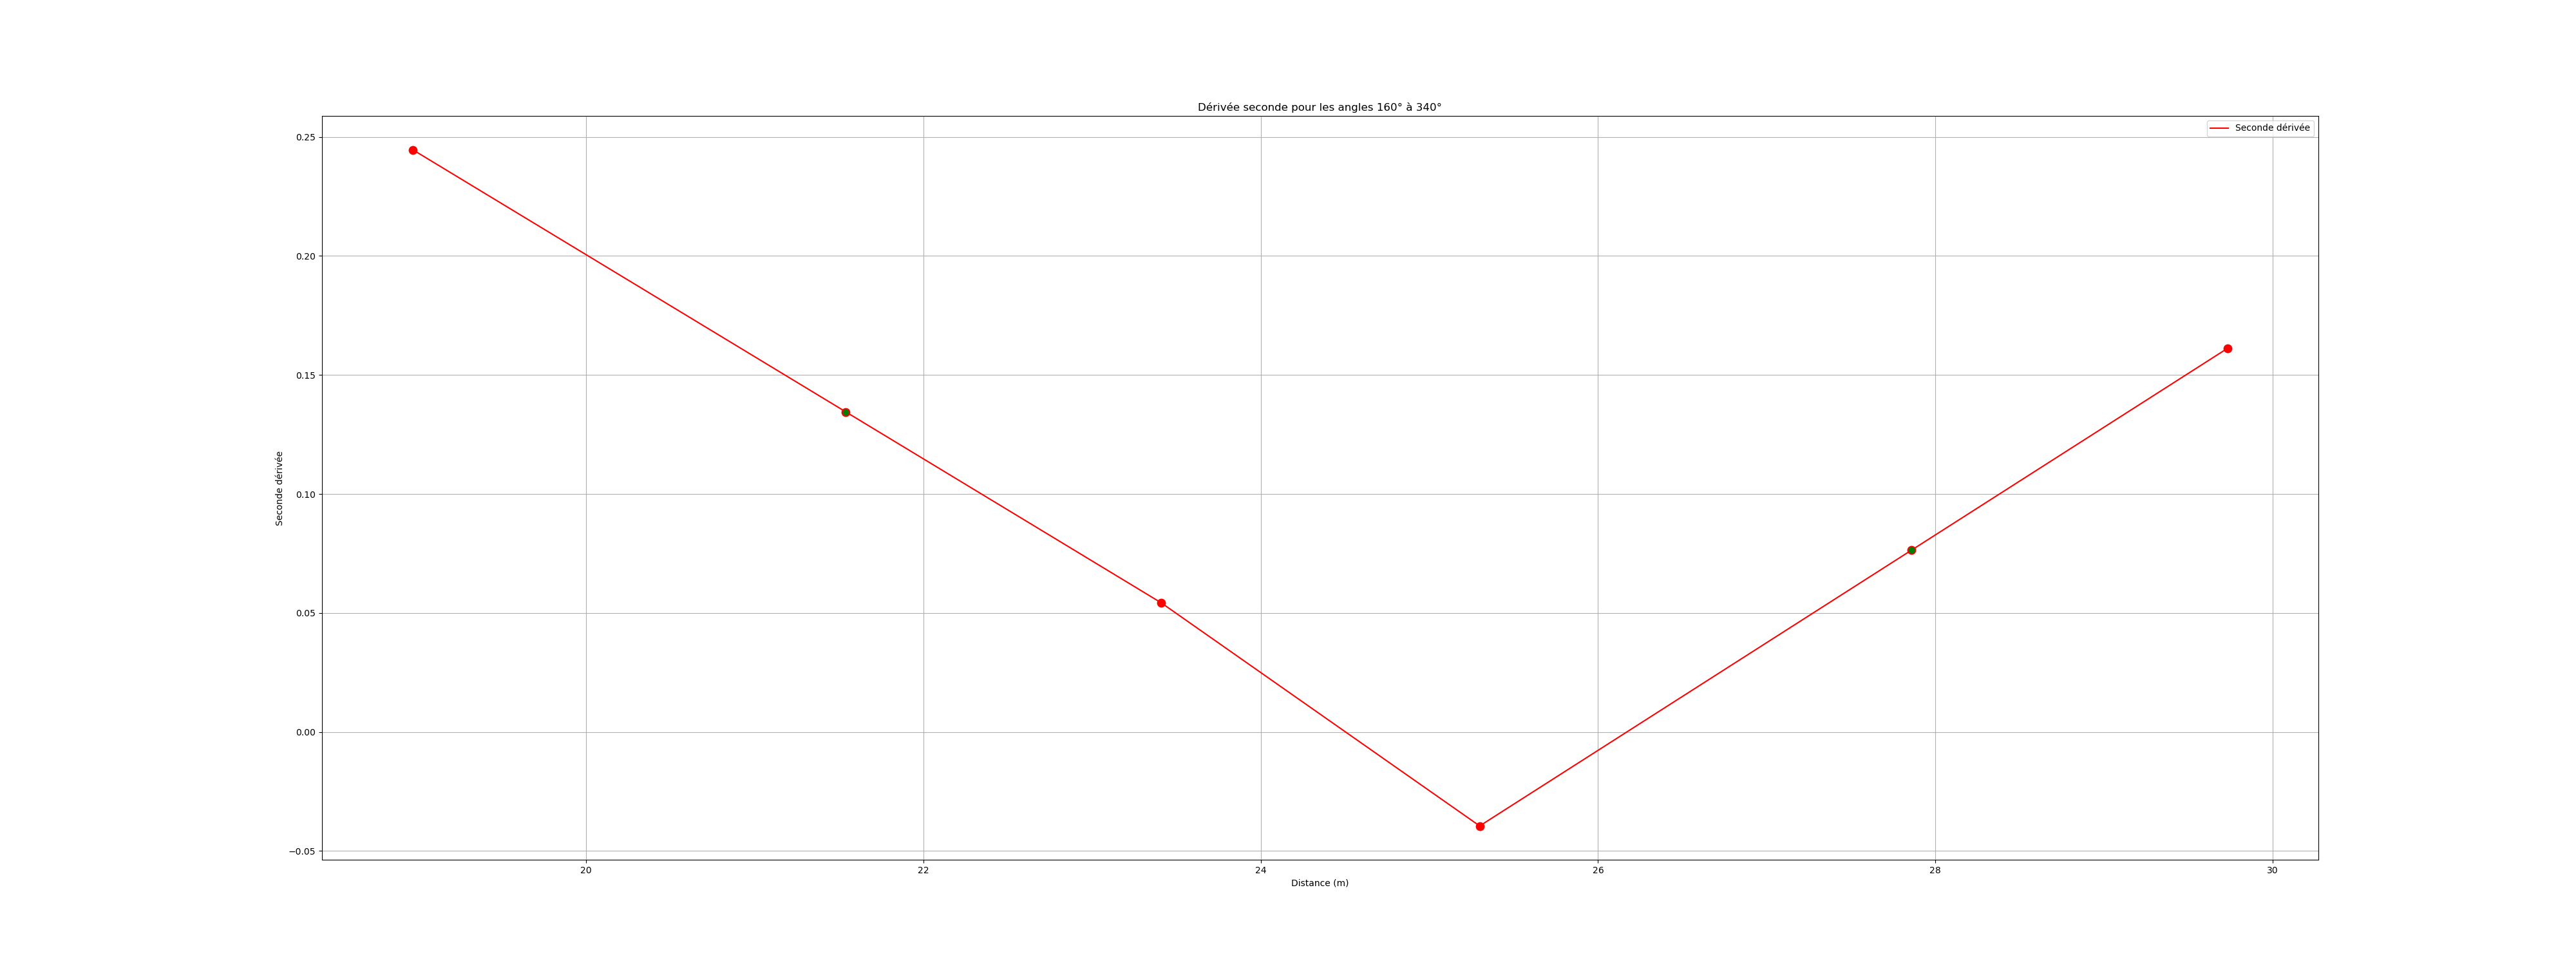 Dérivée seconde pour les angles 160° à 340°
Seconde dérivée
0.25
0.20
0.15
0.10
0.05
0.00
−0.05
Seconde dérivée
20 22 24 26 28 30
Distance (m)